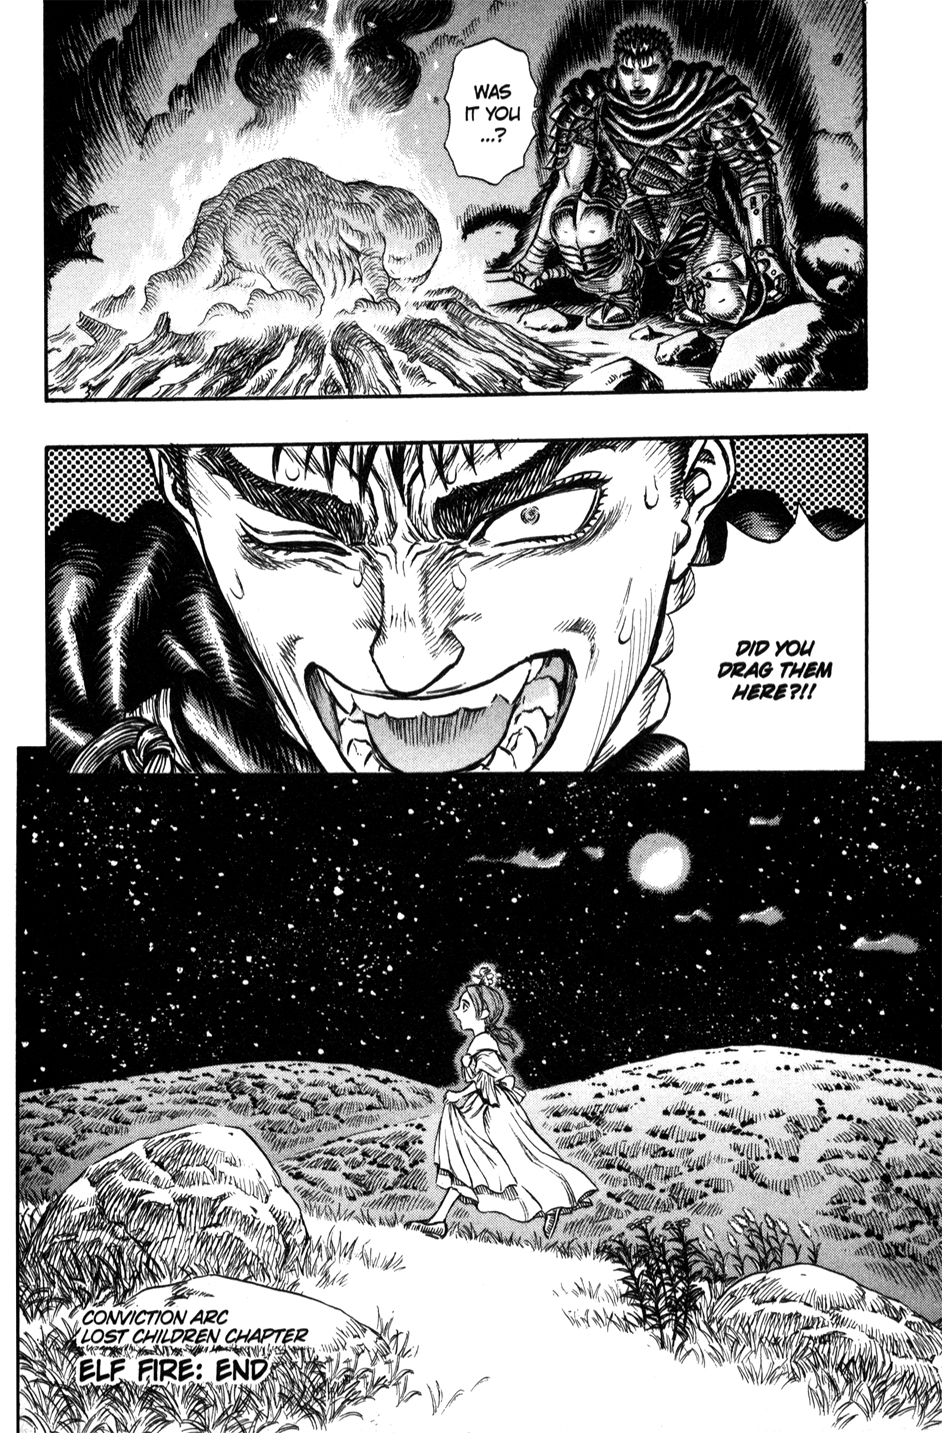 WAS
IT YOU
...?
DID YOU
DRAG THEM
HERE?!!
CONVICTION ARC
LOST CHILDREN CHAPTER
ELF FIRE: END